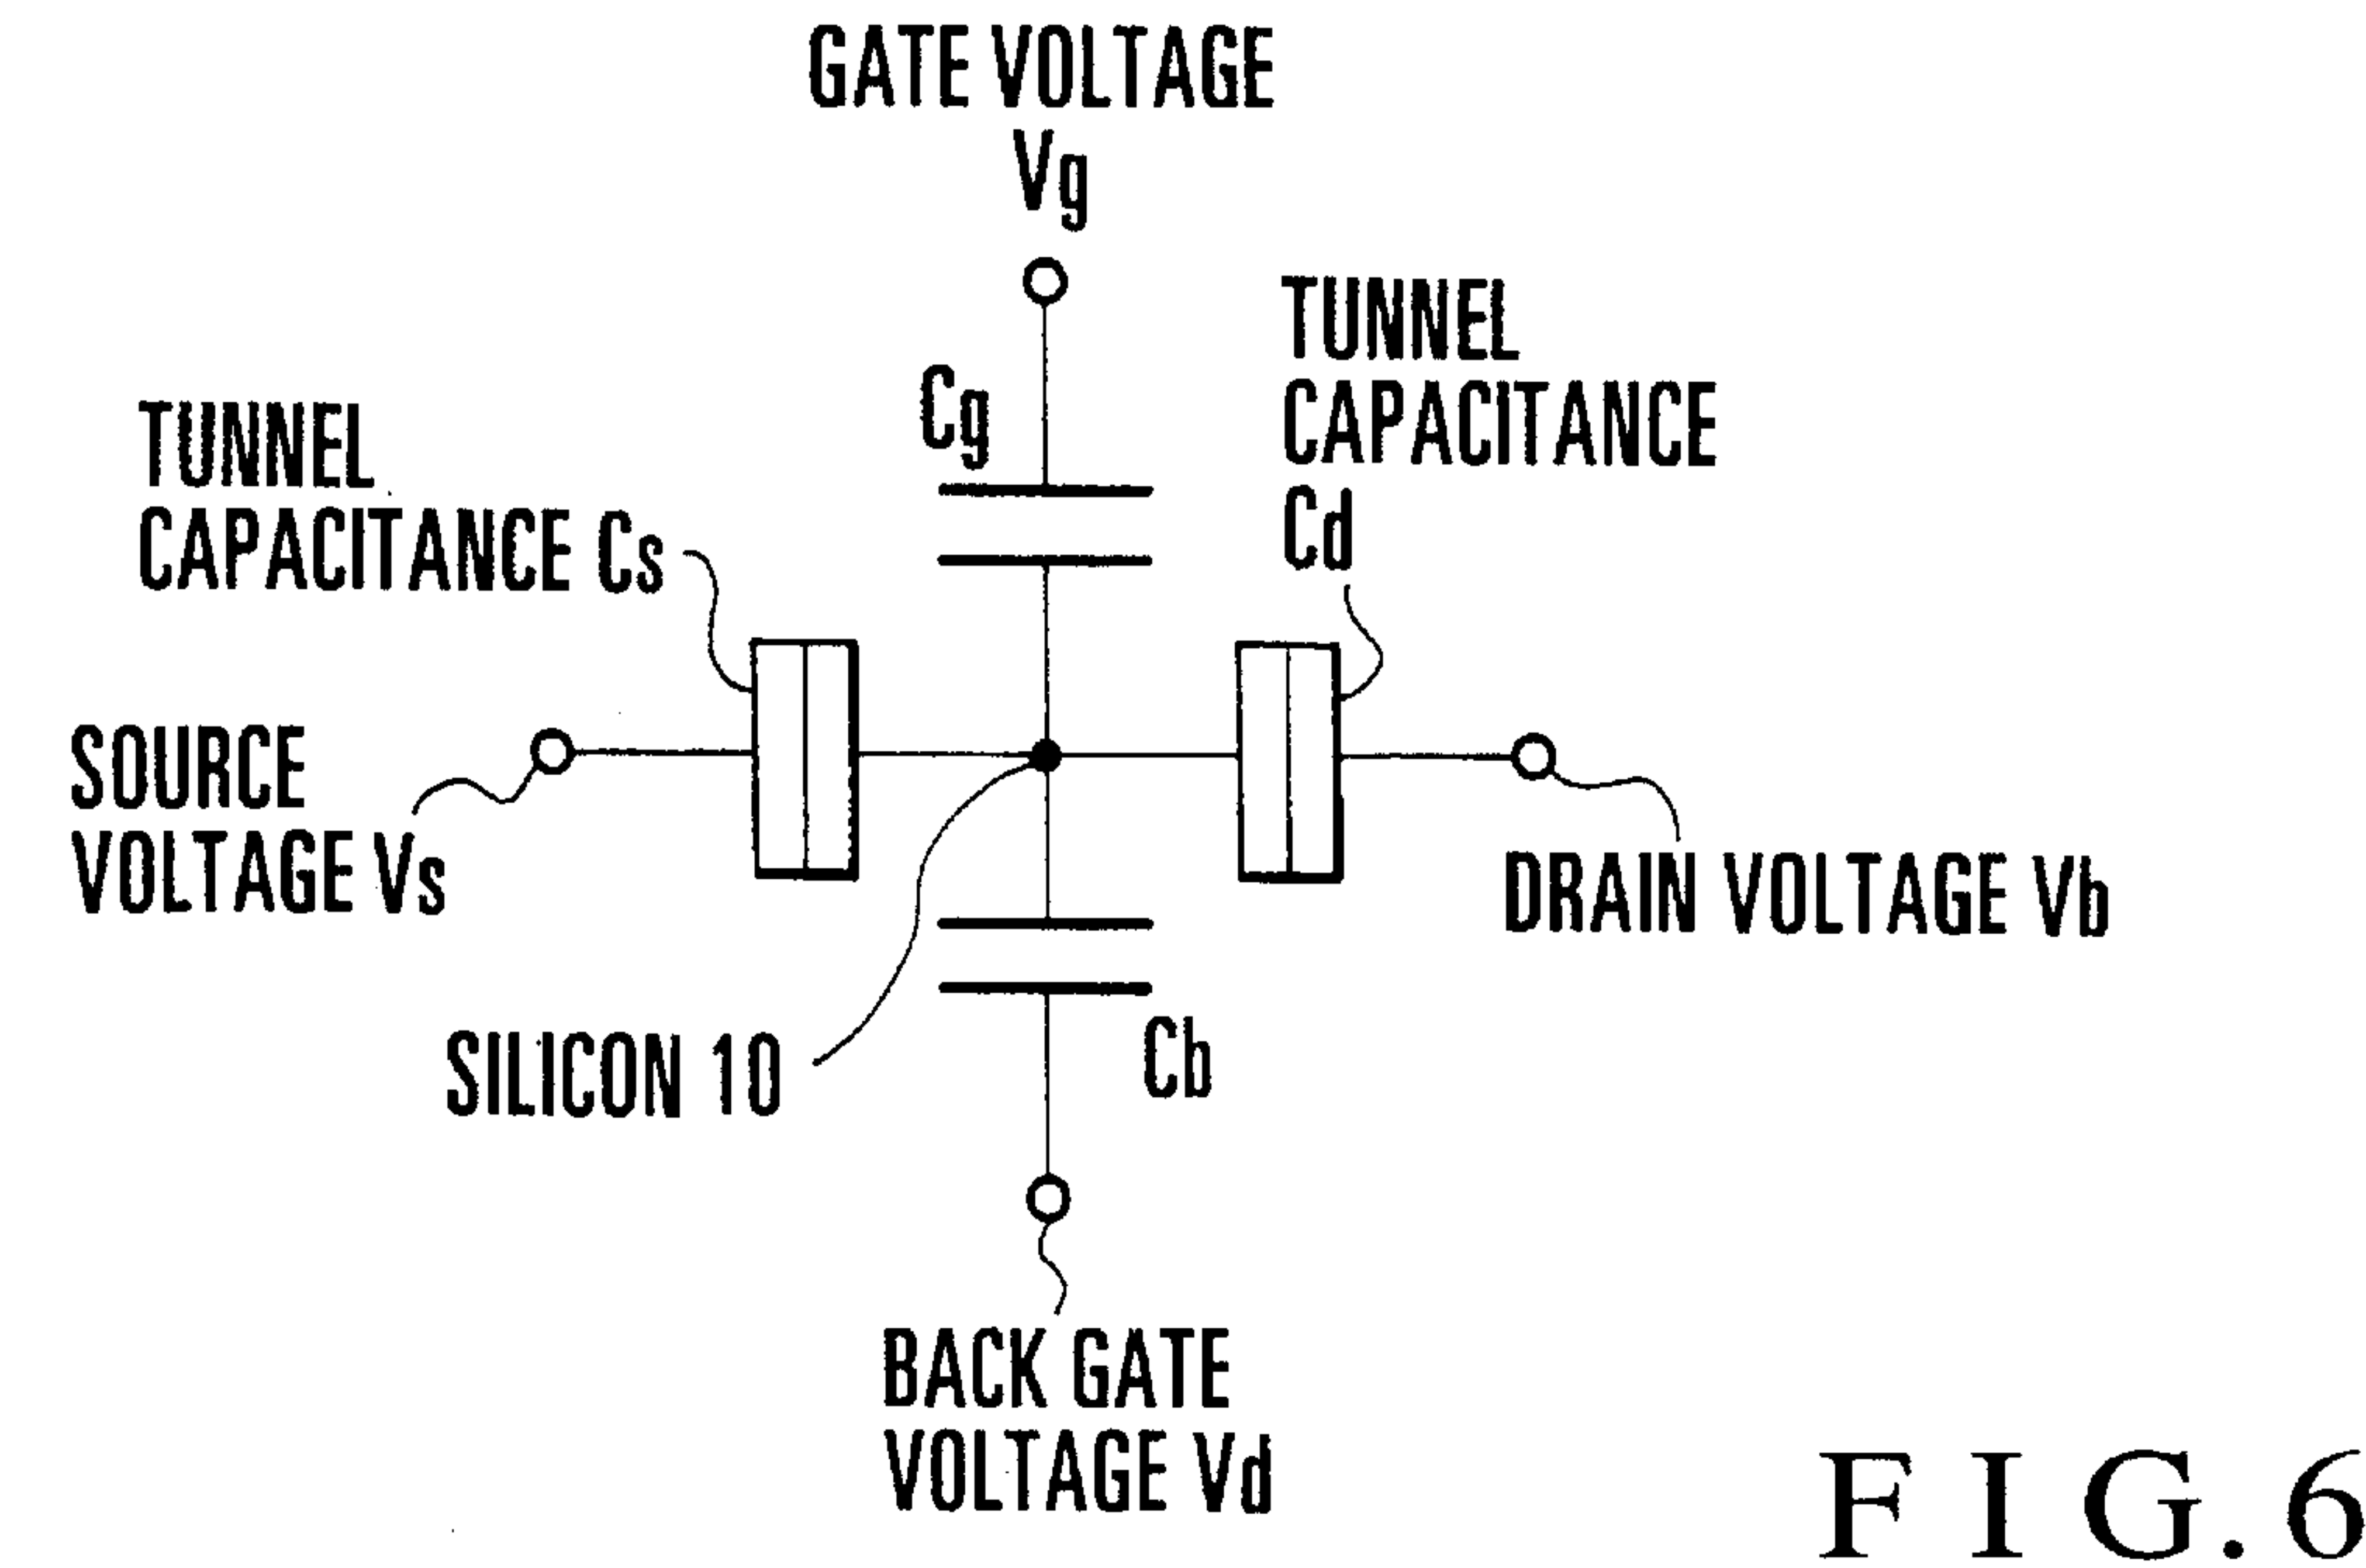 GATE VOLTAGE
Vg
TUNNEL
CAPACITANCE
Cd
Cg
TUNNEL
CAPACITANCE Cs
SOURCE
VOLTAGE Vs
DRAIN VOLTAGE Vb
SILICON 10
Cb
BACK GATE
VOLTAGE Vd
FIG. 6